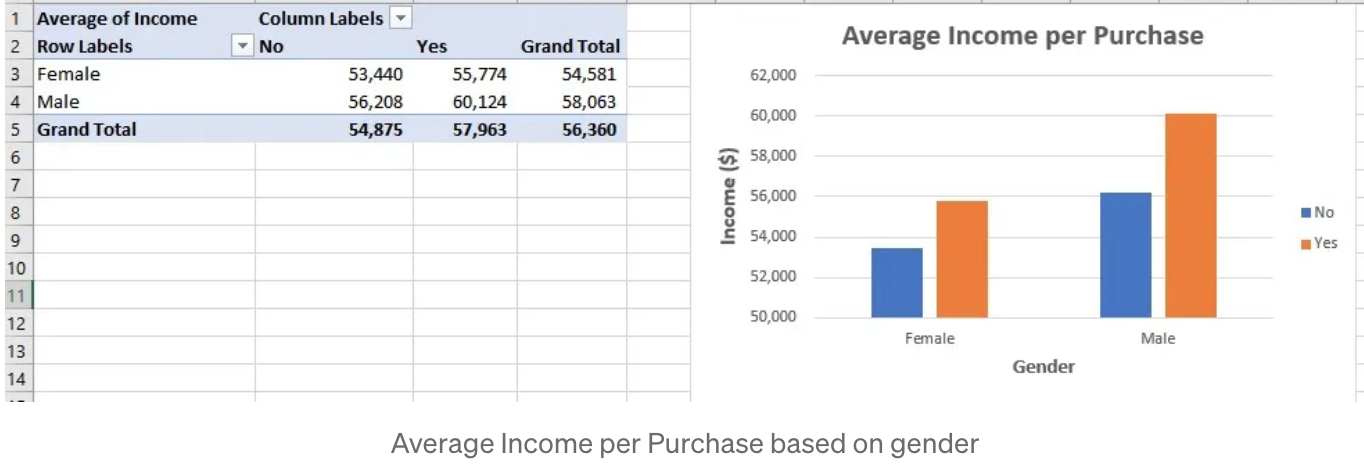 1 Average of Income Column Labels
2 Row Labels No Yes Grand Total
3 Female 53,440 55,774 54,581
4 Male 56,208 60,124 58,063
5 Grand Total 54,875 57,963 56,360
6
7
8
9
10
11
12
13
14
Average Income per Purchase
62,000
60,000
58,000
56,000
54,000
52,000
50,000
Income ($)
Female Male
Gender
No
Yes
Average Income per Purchase based on gender